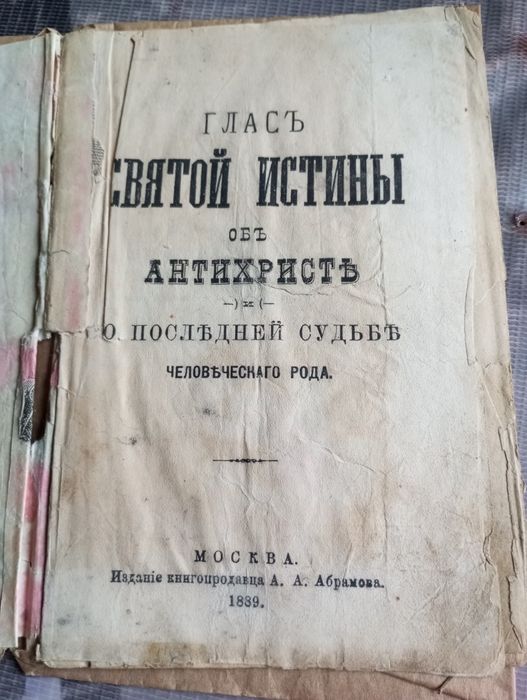 ГЛАСЪ
СВЯТОЙ ИСТИНЫ
ОБЪ
АНТИХРИСТѢ
И
О ПОСЛѢДНЕЙ СУДЬБѢ
ЧЕЛОВѢЧЕСКАГО РОДА.
МОСКВА.
Изданіе книгопродавца А. А. Абрамова.
1889.